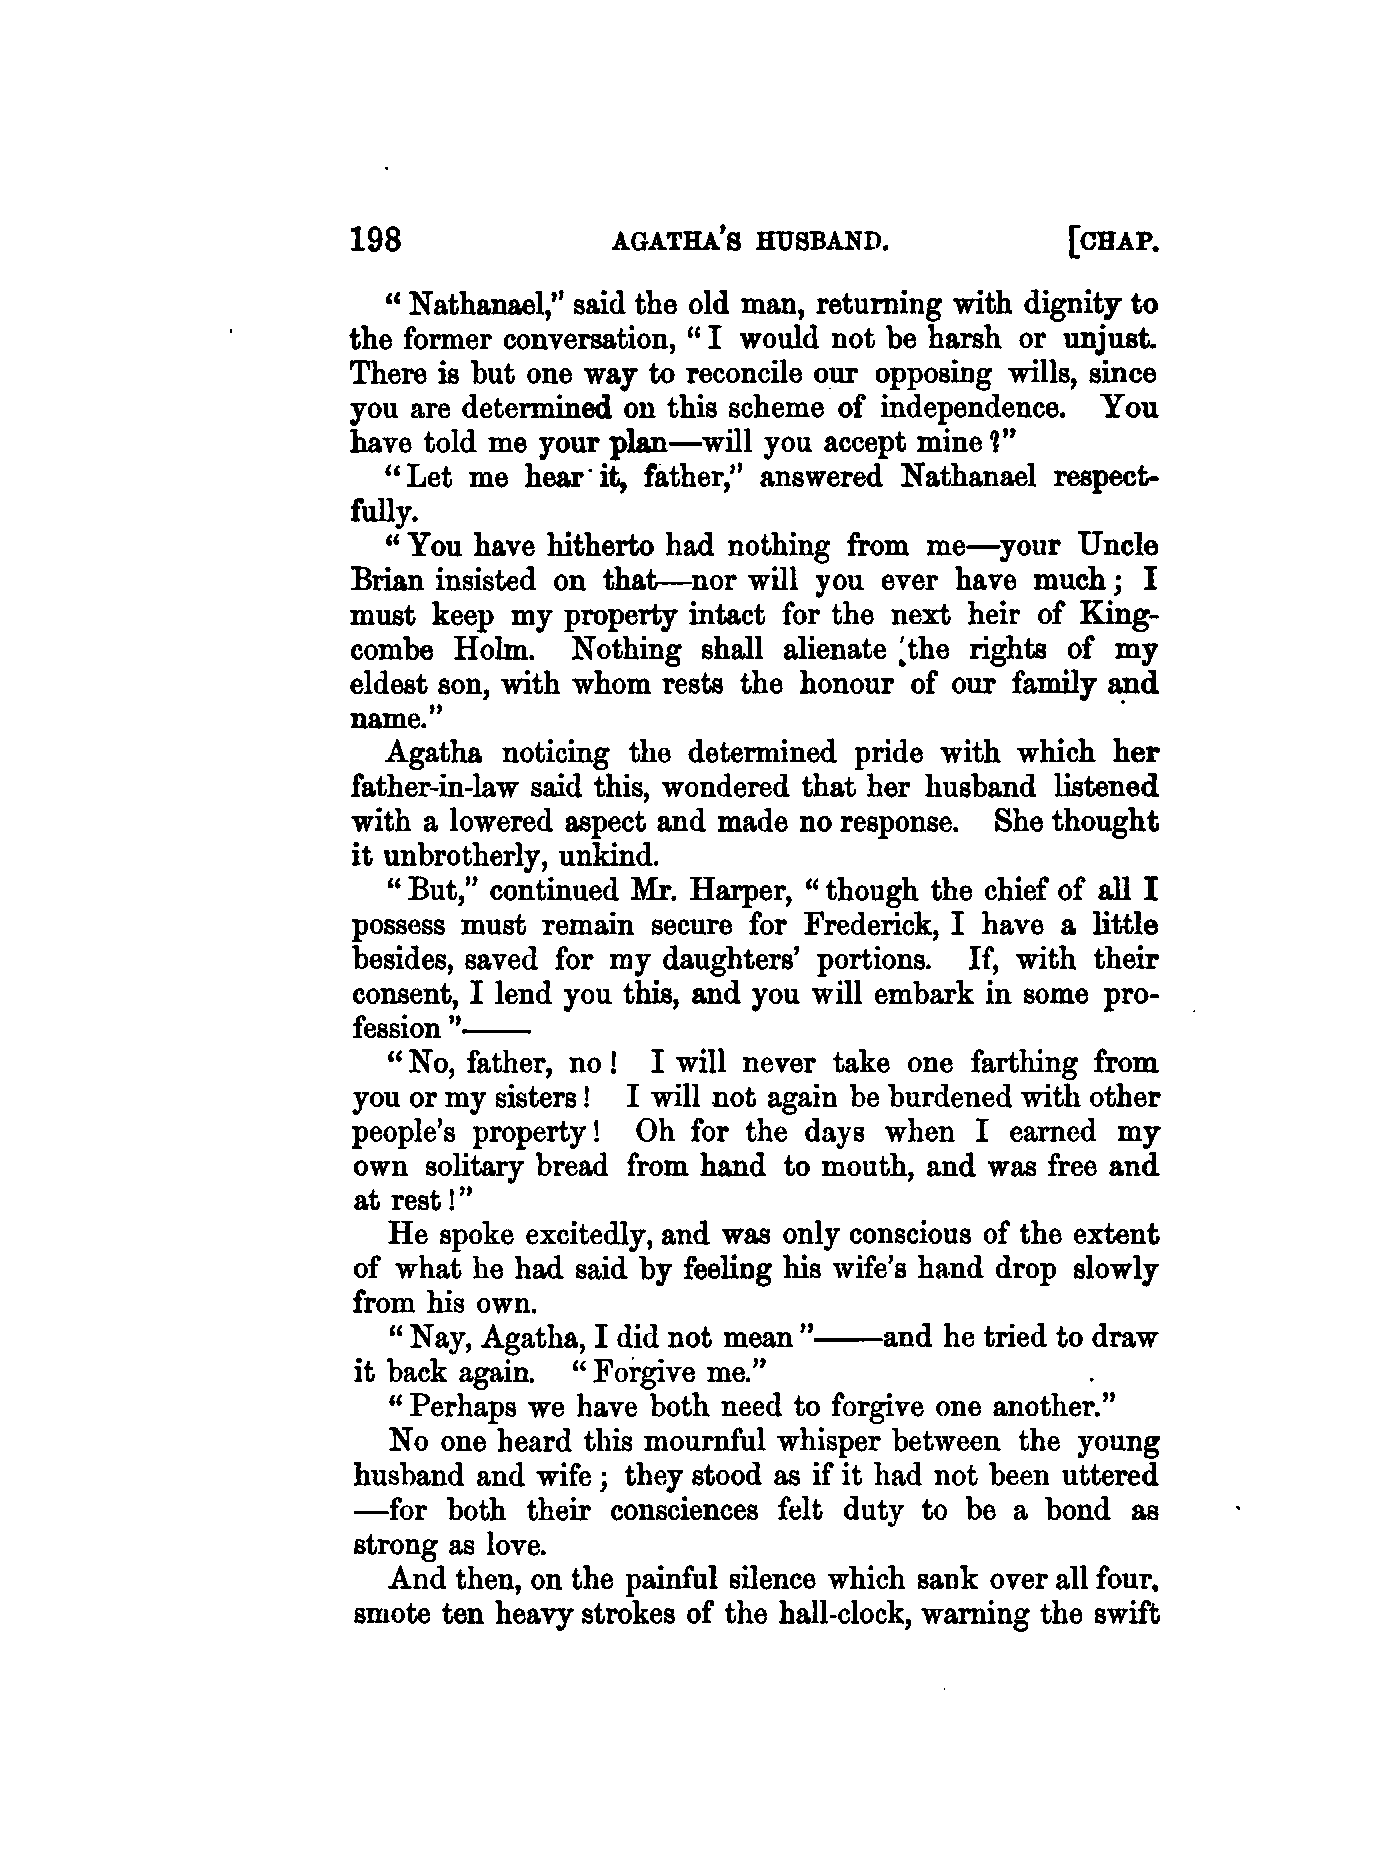 198 AGATHA'S HUSBAND. [CHAP.
"Nathanael," said the old man, returning with dignity to
the former conversation, "I would not be harsh or unjust.
There is but one way to reconcile our opposing wills, since
you are determined on this scheme of independence. You
have told me your plan—will you accept mine?"
"Let me hear it, father," answered Nathanael respect-
fully.
"You have hitherto had nothing from me—your Uncle
Brian insisted on that—nor will you ever have much; I
must keep my property intact for the next heir of King-
combe Holm. Nothing shall alienate the rights of my
eldest son, with whom rests the honour of our family and
name."
Agatha noticing the determined pride with which her
father-in-law said this, wondered that her husband listened
with a lowered aspect and made no response. She thought
it unbrotherly, unkind.
"But," continued Mr. Harper, "though the chief of all I
possess must remain secure for Frederick, I have a little
besides, saved for my daughters' portions. If, with their
consent, I lend you this, and you will embark in some pro-
fession"——
"No, father, no! I will never take one farthing from
you or my sisters! I will not again be burdened with other
people's property! Oh for the days when I earned my
own solitary bread from hand to mouth, and was free and
at rest!"
He spoke excitedly, and was only conscious of the extent
of what he had said by feeling his wife's hand drop slowly
from his own.
"Nay, Agatha, I did not mean"——and he tried to draw
it back again. "Forgive me."
"Perhaps we have both need to forgive one another."
No one heard this mournful whisper between the young
husband and wife; they stood as if it had not been uttered
—for both their consciences felt duty to be a bond as
strong as love.
And then, on the painful silence which sank over all four,
smote ten heavy strokes of the hall-clock, warning the swift